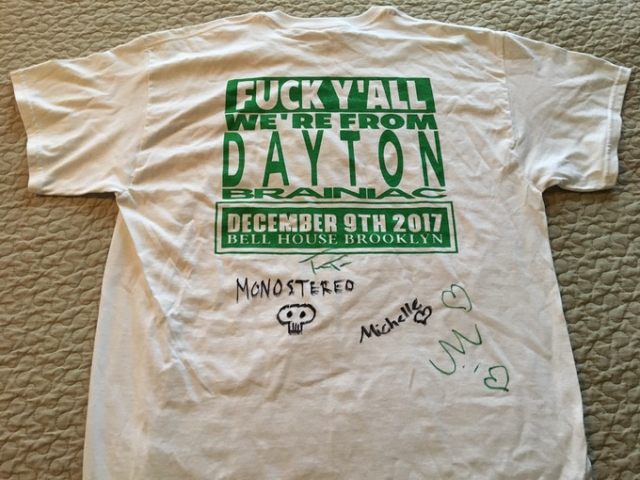 FUCK Y'ALL
WE'RE FROM
DAYTON
BRAINIAC
DECEMBER 9TH 2017
BELL HOUSE BROOKLYN
MONOSTEREO
Michelle